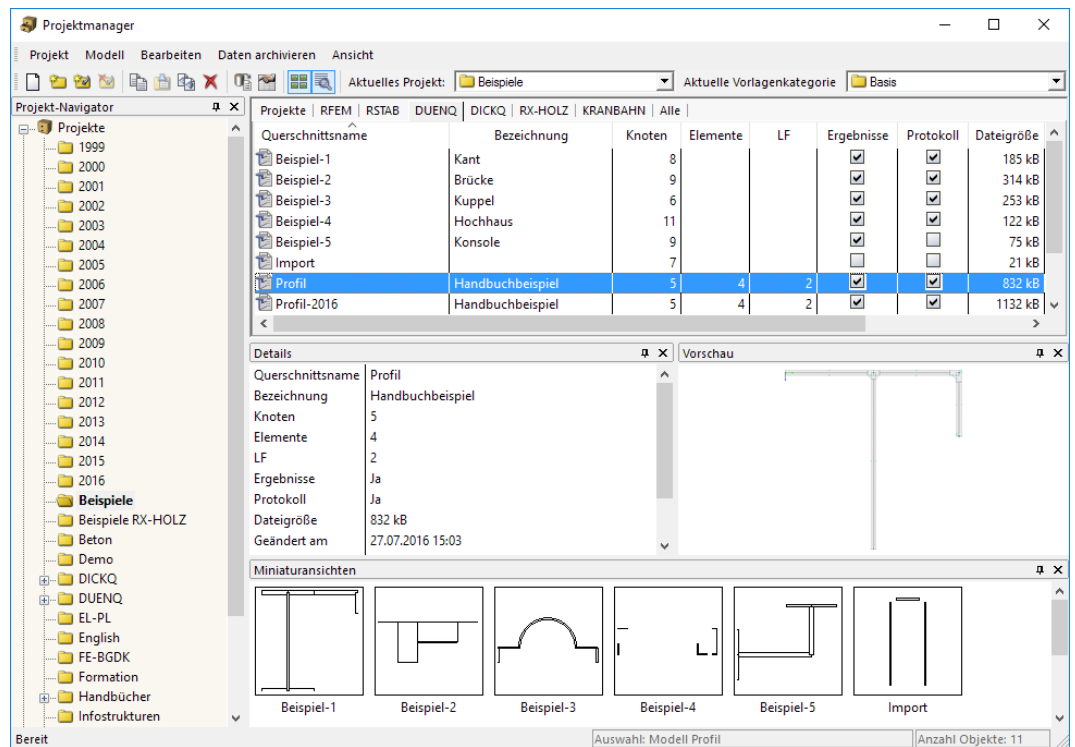 Projektmanager
Projekt Modell Bearbeiten Daten archivieren Ansicht
Aktuelles Projekt: Beispiele Aktuelle Vorlagenkategorie Basis
Projekt-Navigator
Projekte
1999
2000
2001
2002
2003
2004
2005
2006
2007
2008
2009
2010
2011
2012
2013
2014
2015
2016
Beispiele
Beispiele RX-HOLZ
Beton
Demo
DICKQ
DUENQ
EL-PL
English
FE-BGDK
Formation
Handbücher
Infostrukturen
Projekte | RFEM | RSTAB DUENQ DICKQ | RX-HOLZ | KRANBAHN | Alle |
Querschnittsname Bezeichnung Knoten Elemente LF Ergebnisse Protokoll Dateigröße
Beispiel-1 Kant 8 185 kB
Beispiel-2 Brücke 9 314 kB
Beispiel-3 Kuppel 6 253 kB
Beispiel-4 Hochhaus 11 122 kB
Beispiel-5 Konsole 9 75 kB
Import 7 21 kB
Profil Handbuchbeispiel 5 4 2 832 kB
Profil-2016 Handbuchbeispiel 5 4 2 1132 kB
Details
Querschnittsname Profil
Bezeichnung Handbuchbeispiel
Knoten 5
Elemente 4
LF 2
Ergebnisse Ja
Protokoll Ja
Dateigröße 832 kB
Geändert am 27.07.2016 15:03
Vorschau
Miniaturansichten
Beispiel-1 Beispiel-2 Beispiel-3 Beispiel-4 Beispiel-5 Import
Bereit Auswahl: Modell Profil Anzahl Objekte: 11